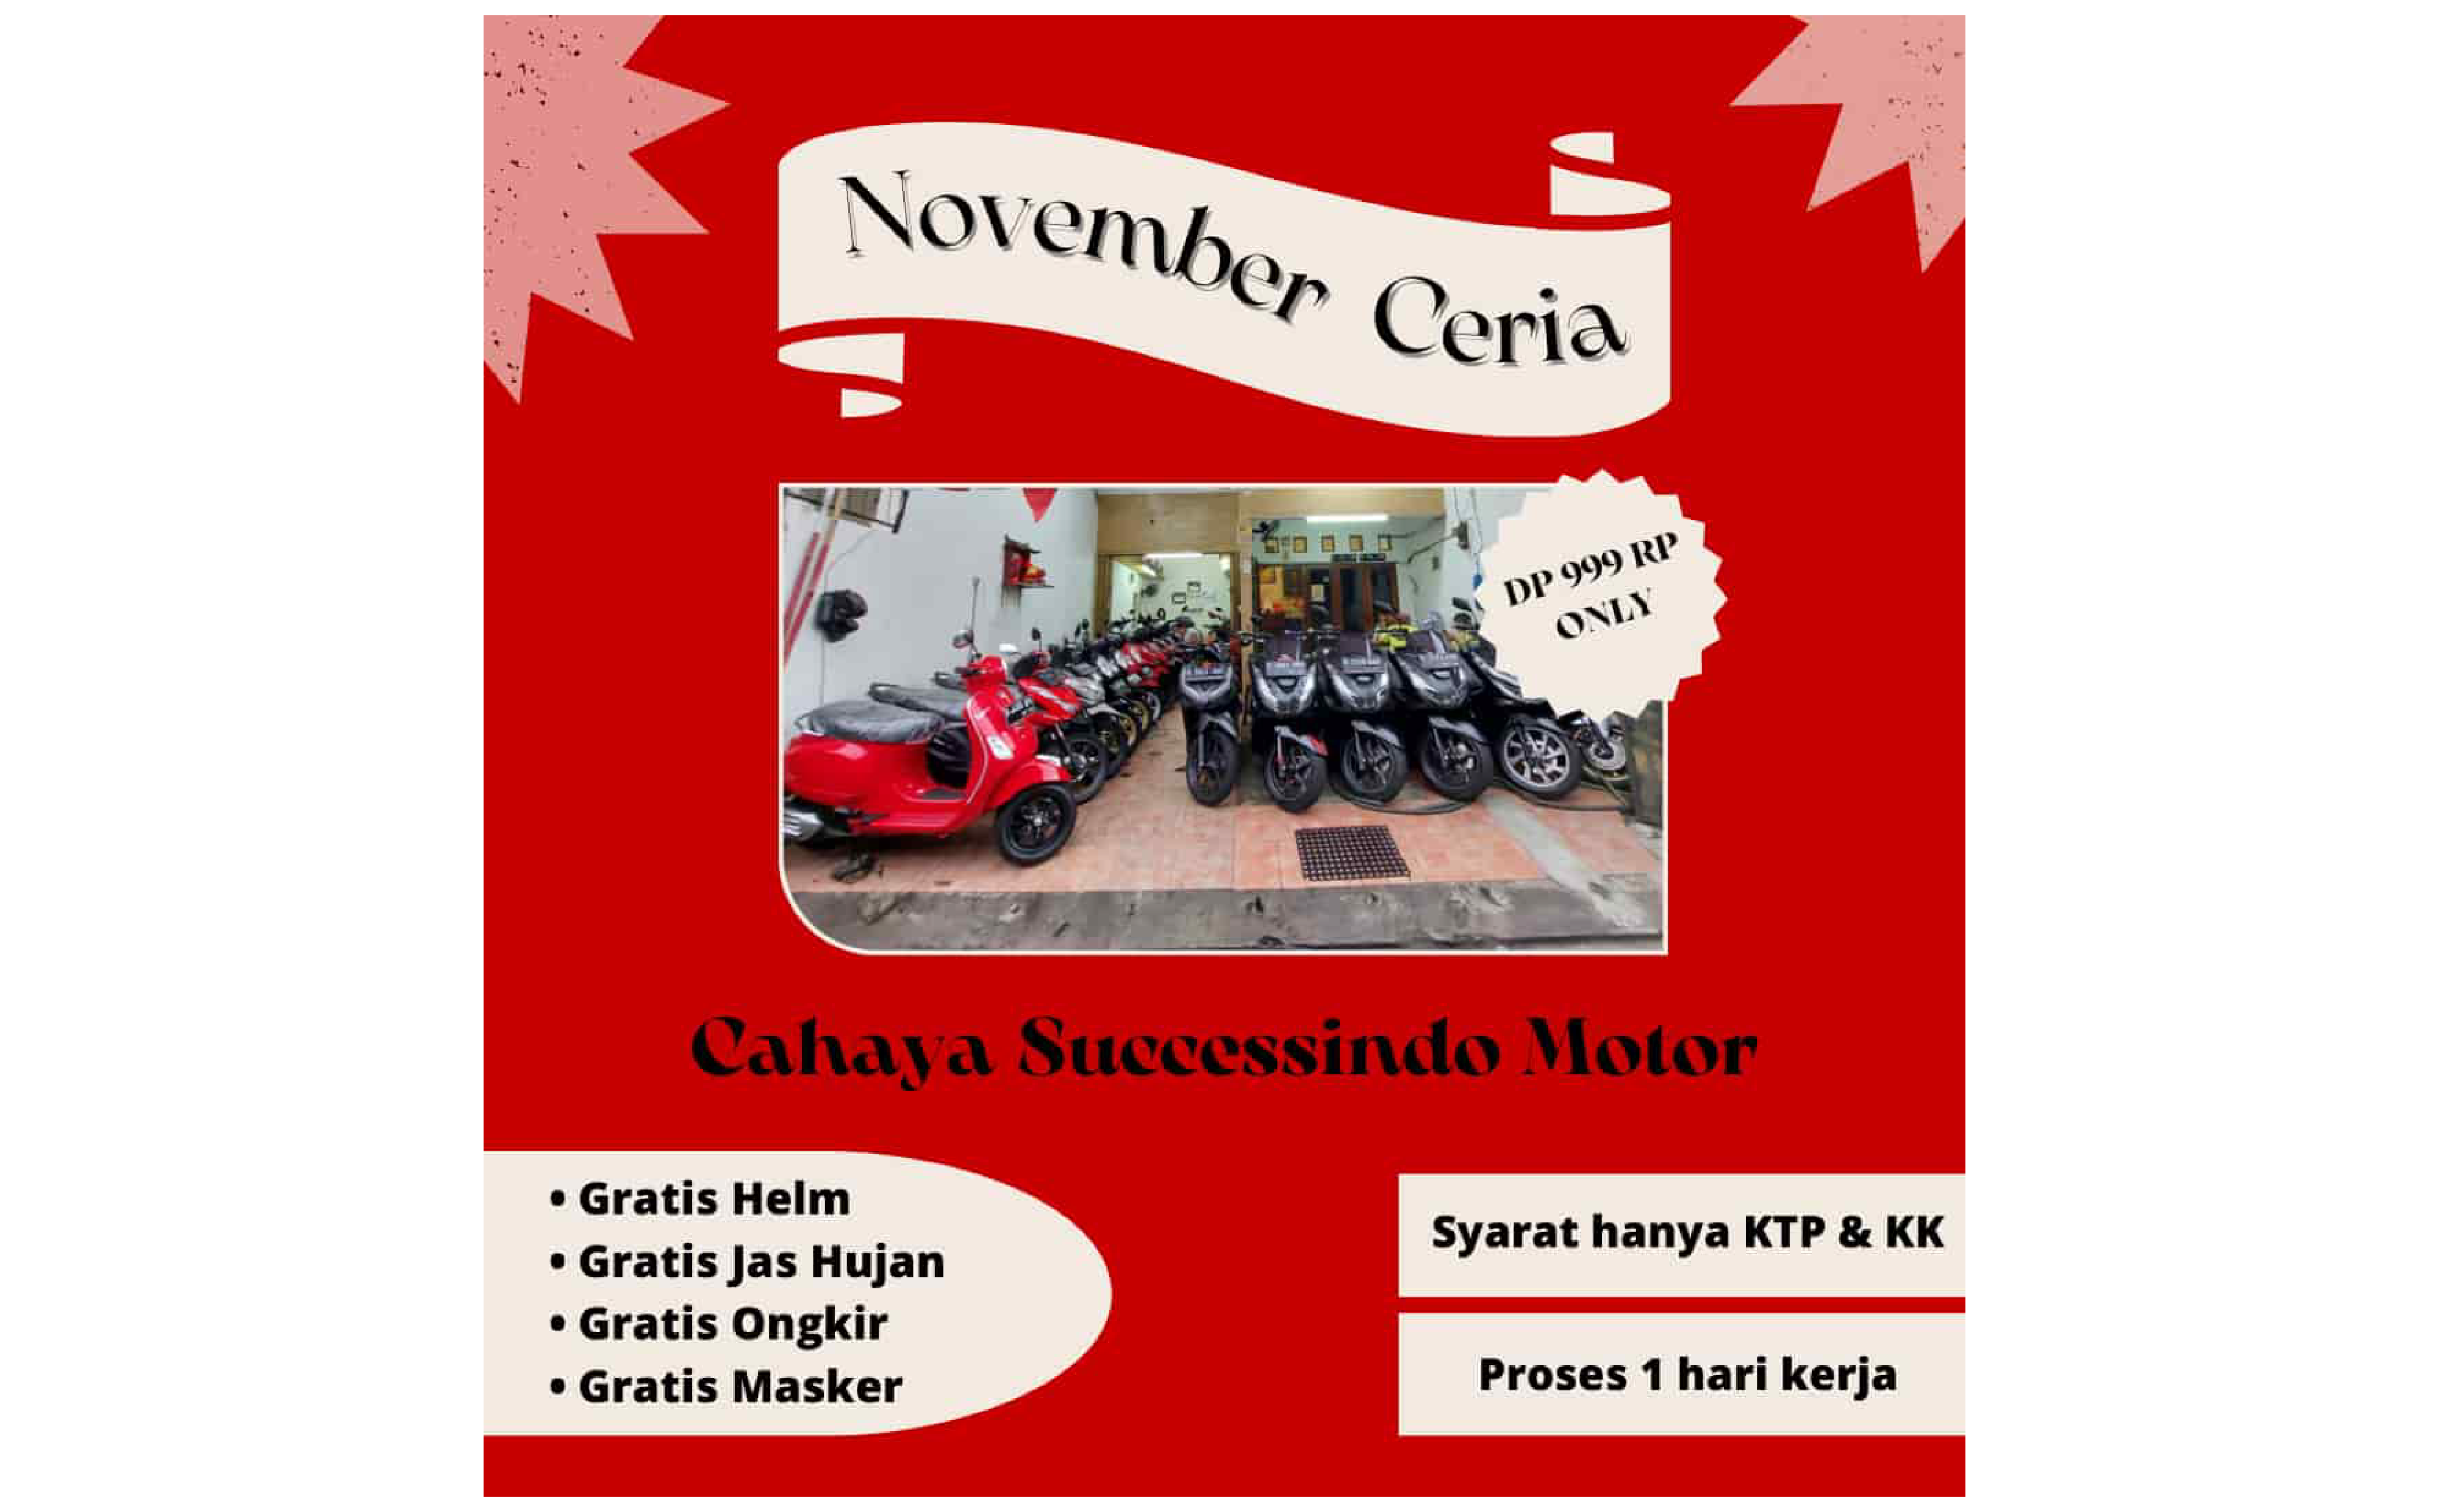 November Ceria
DP 999 RP
ONLY
Cahaya Successindo Motor
• Gratis Helm
• Gratis Jas Hujan
• Gratis Ongkir
• Gratis Masker
Syarat hanya KTP & KK
Proses 1 hari kerja